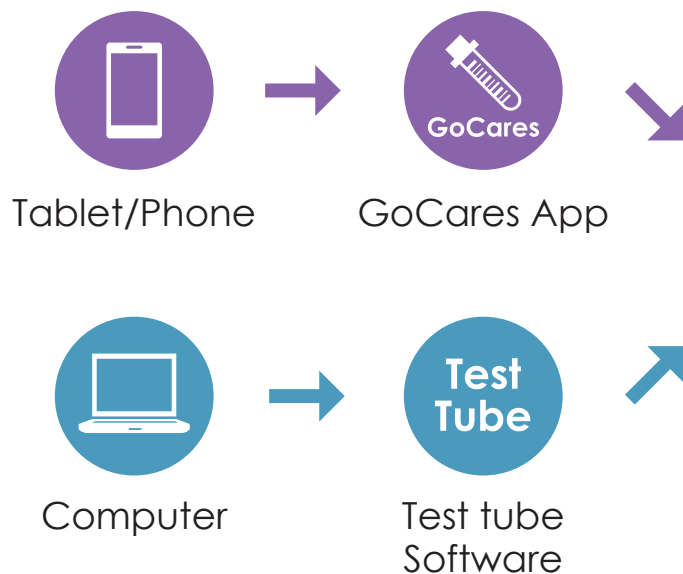 GoCares
Tablet/Phone
GoCares App
Test
Tube
Computer
Test tube
Software